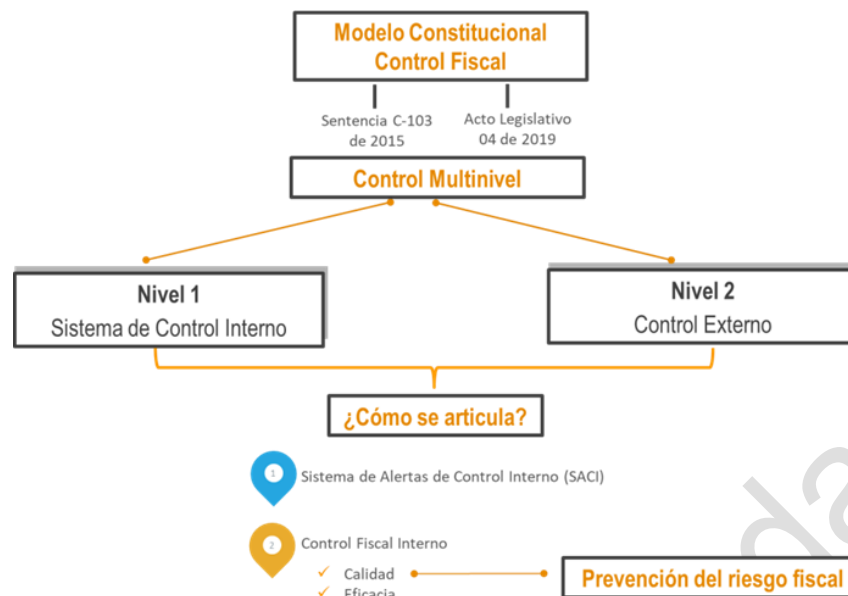 Modelo Constitucional
Control Fiscal
Sentencia C-103
de 2015
Acto Legislativo
04 de 2019
Control Multinivel
Nivel 1
Sistema de Control Interno
Nivel 2
Control Externo
¿Cómo se articula?
1
Sistema de Alertas de Control Interno (SACI)
2
Control Fiscal Interno
✓ Calidad
Prevención del riesgo fiscal
✓ Eficacia